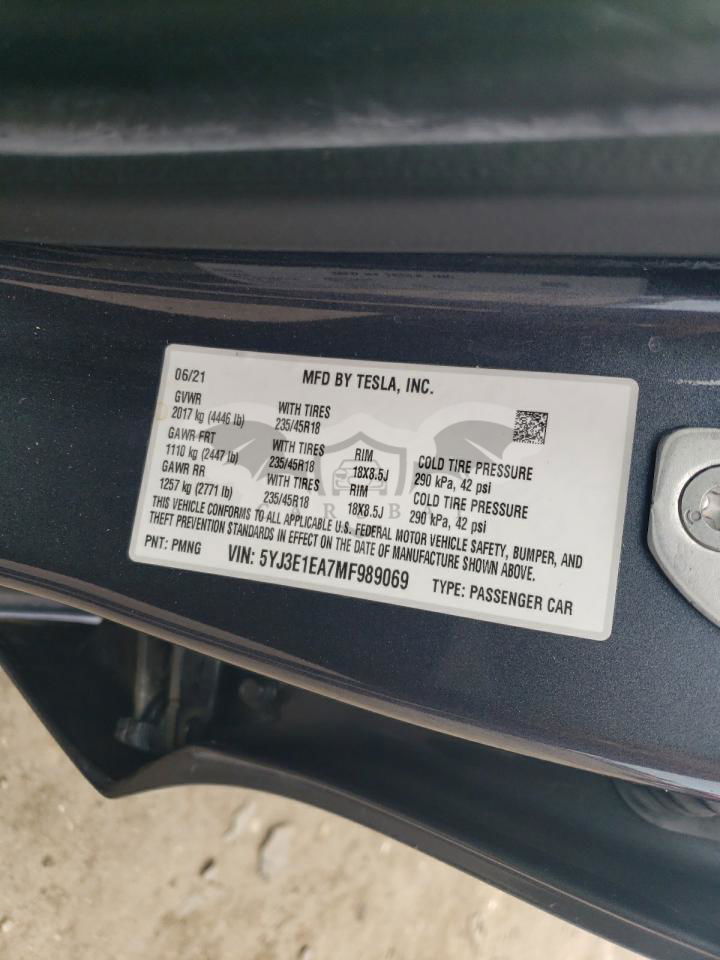 06/21 MFD BY TESLA, INC.
GVWR WITH TIRES
2017 kg (4446 lb) 235/45R18
GAWR FRT WITH TIRES RIM COLD TIRE PRESSURE
1110 kg (2447 lb) 235/45R18 18X8.5J 290 kPa, 42 psi
GAWR RR WITH TIRES RIM COLD TIRE PRESSURE
1257 kg (2771 lb) 235/45R18 18X8.5J 290 kPa, 42 psi
THIS VEHICLE CONFORMS TO ALL APPLICABLE U.S. FEDERAL MOTOR VEHICLE SAFETY, BUMPER, AND
THEFT PREVENTION STANDARDS IN EFFECT ON THE DATE OF MANUFACTURE SHOWN ABOVE.
PNT: PMNG VIN: 5YJ3E1EA7MF989069 TYPE: PASSENGER CAR